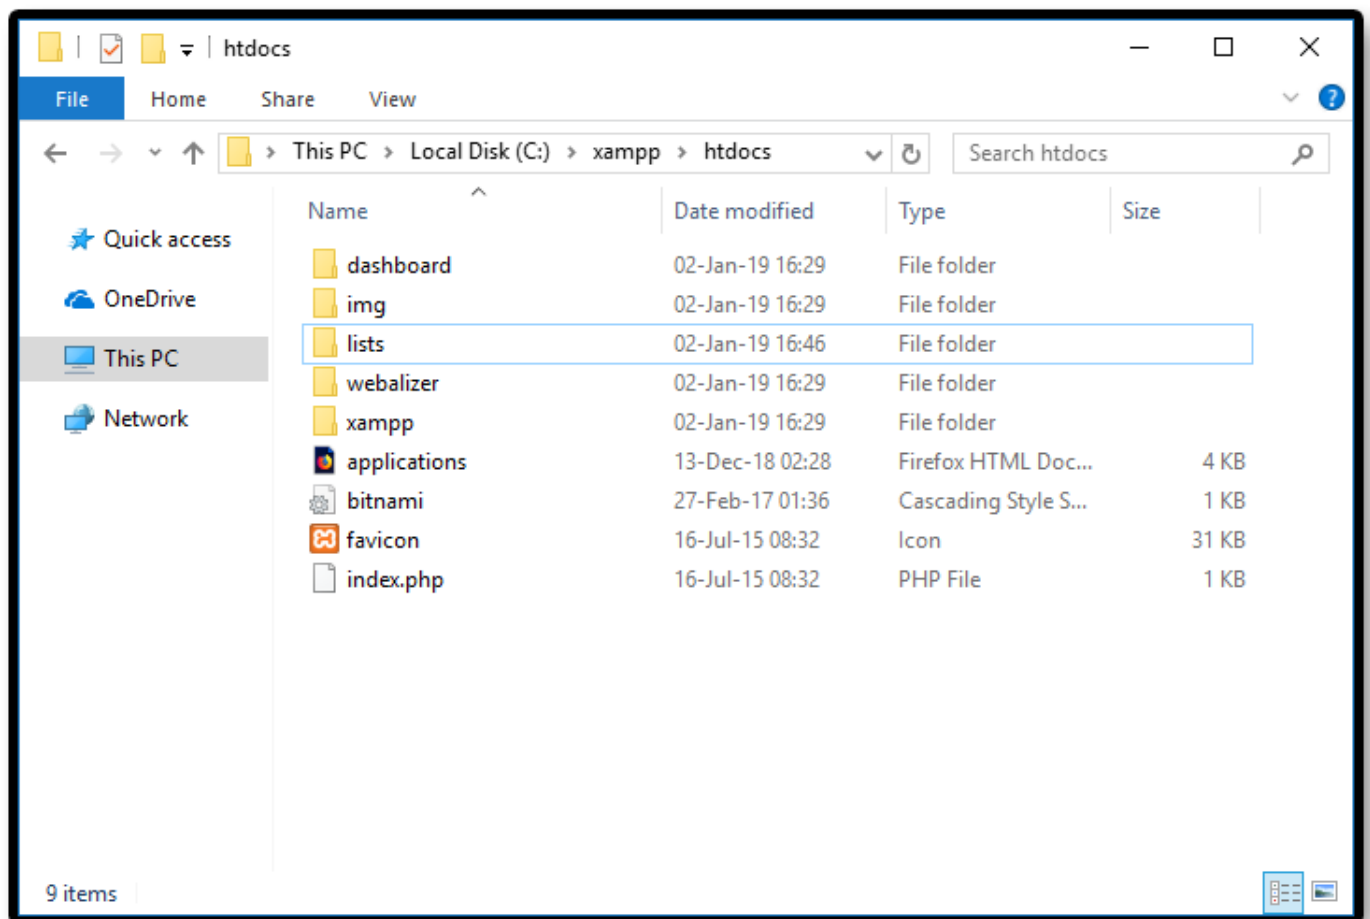 htdocs
File Home Share View ?
This PC > Local Disk (C:) > xampp > htdocs Search htdocs
Name Date modified Type Size
Quick access
OneDrive
This PC
Network
dashboard 02-Jan-19 16:29 File folder
img 02-Jan-19 16:29 File folder
lists 02-Jan-19 16:46 File folder
webalizer 02-Jan-19 16:29 File folder
xampp 02-Jan-19 16:29 File folder
applications 13-Dec-18 02:28 Firefox HTML Doc... 4 KB
bitnami 27-Feb-17 01:36 Cascading Style S... 1 KB
favicon 16-Jul-15 08:32 Icon 31 KB
index.php 16-Jul-15 08:32 PHP File 1 KB
9 items